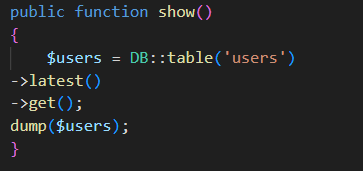 public function show()
{
    $users = DB::table('users')
->latest()
->get();
dump($users);
}